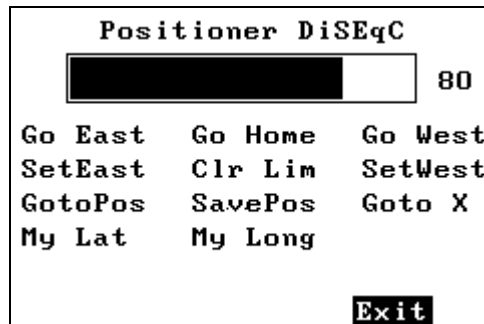 Positioner DiSEqC
80
Go East Go Home Go West
SetEast Clr Lim SetWest
GotoPos SavePos Goto X
My Lat My Long
Exit